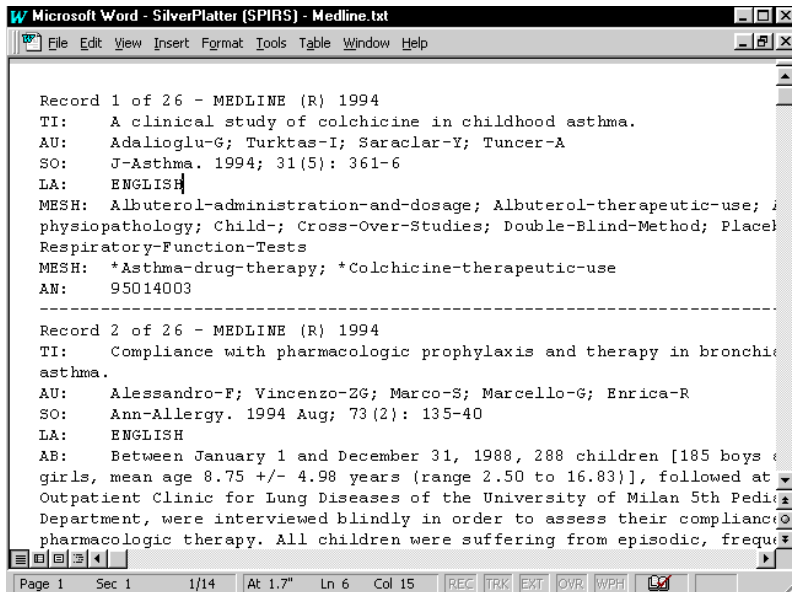 Microsoft Word - SilverPlatter (SPIRS) - Medline.txt
File Edit View Insert Format Tools Table Window Help
Record 1 of 26 - MEDLINE (R) 1994
TI: A clinical study of colchicine in childhood asthma.
AU: Adalioglu-G; Turktas-I; Saraclar-Y; Tuncer-A
SO: J-Asthma. 1994; 31(5): 361-6
LA: ENGLISH
MESH: Albuterol-administration-and-dosage; Albuterol-therapeutic-use;
physiopathology; Child-; Cross-Over-Studies; Double-Blind-Method;
Respiratory-Function-Tests
MESH: *Asthma-drug-therapy; *Colchicine-therapeutic-use
AN: 95014003
--------------------------------------------------------------------------
Record 2 of 26 - MEDLINE (R) 1994
TI: Compliance with pharmacologic prophylaxis and therapy in
asthma.
AU: Alessandro-F; Vincenzo-ZG; Marco-S; Marcello-G; Enrica-R
SO: Ann-Allergy. 1994 Aug; 73(2): 135-40
LA: ENGLISH
AB: Between January 1 and December 31, 1988, 288 children [185 boys
girls, mean age 8.75 +/- 4.98 years (range 2.50 to 16.83)], followed at
Outpatient Clinic for Lung Diseases of the University of Milan 5th
Department, were interviewed blindly in order to assess their compliance
pharmacologic therapy. All children were suffering from episodic,
Page 1 Sec 1 1/14 At 1.7" Ln 6 Col 15 REC TRK EXT OVR WPH